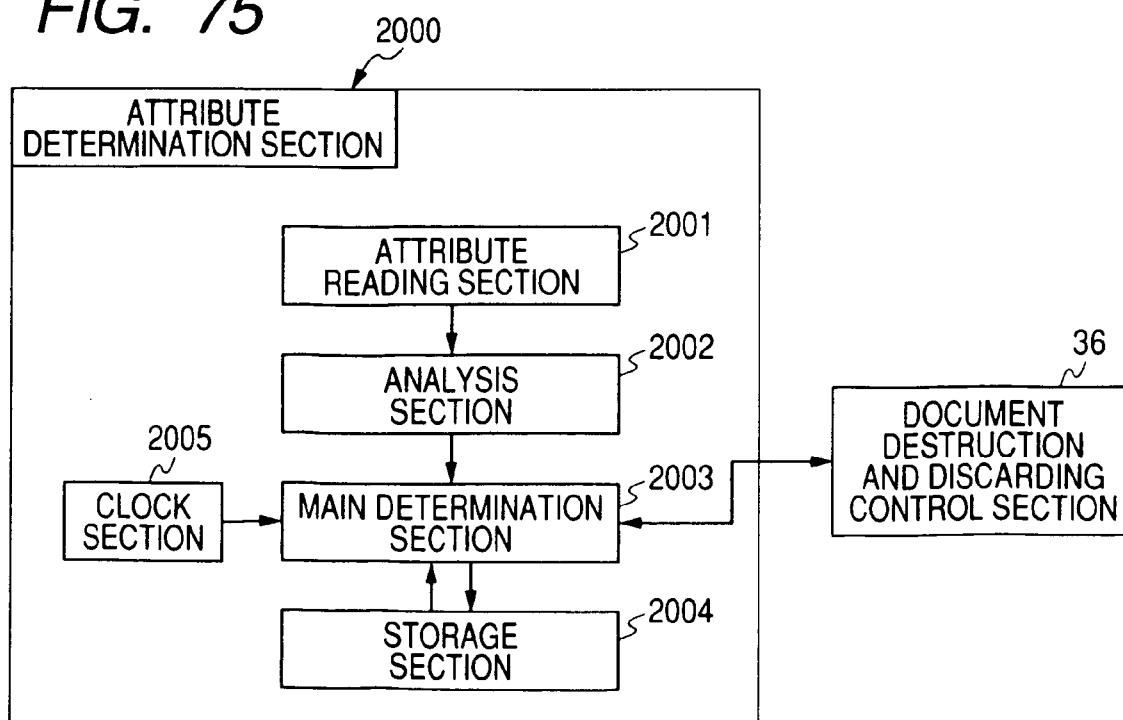 FIG. 75
2000
ATTRIBUTE
DETERMINATION SECTION
2001
ATTRIBUTE
READING SECTION
2002
ANALYSIS
SECTION
36
DOCUMENT
DESTRUCTION
AND DISCARDING
CONTROL SECTION
2005
CLOCK
SECTION
2003
MAIN DETERMINATION
SECTION
2004
STORAGE
SECTION